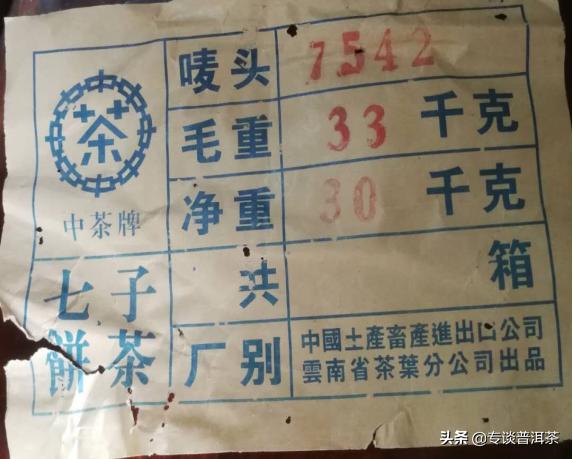 茶
中茶牌
七子
餅茶
唛头 7542
毛重 33 千克
净重 30 千克
共 箱
厂别 中國土產畜產進出口公司
雲南省茶葉分公司出品
头条 @专谈普洱茶